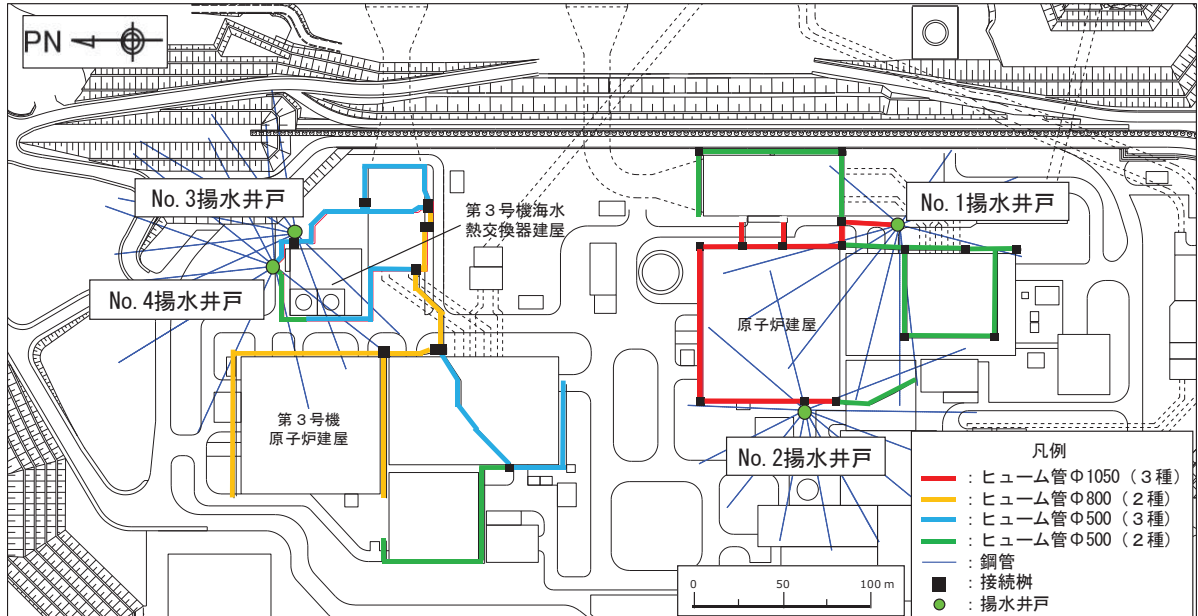 PN
No.3揚水井戸
第3号機海水
熱交換器建屋
No.1揚水井戸
No.4揚水井戸
原子炉建屋
第3号機
原子炉建屋
No.2揚水井戸
凡例
：ヒューム管Φ1050（3種）
：ヒューム管Φ800（2種）
：ヒューム管Φ500（3種）
：ヒューム管Φ500（2種）
：鋼管
：接続桝
：揚水井戸
0 50 100 m